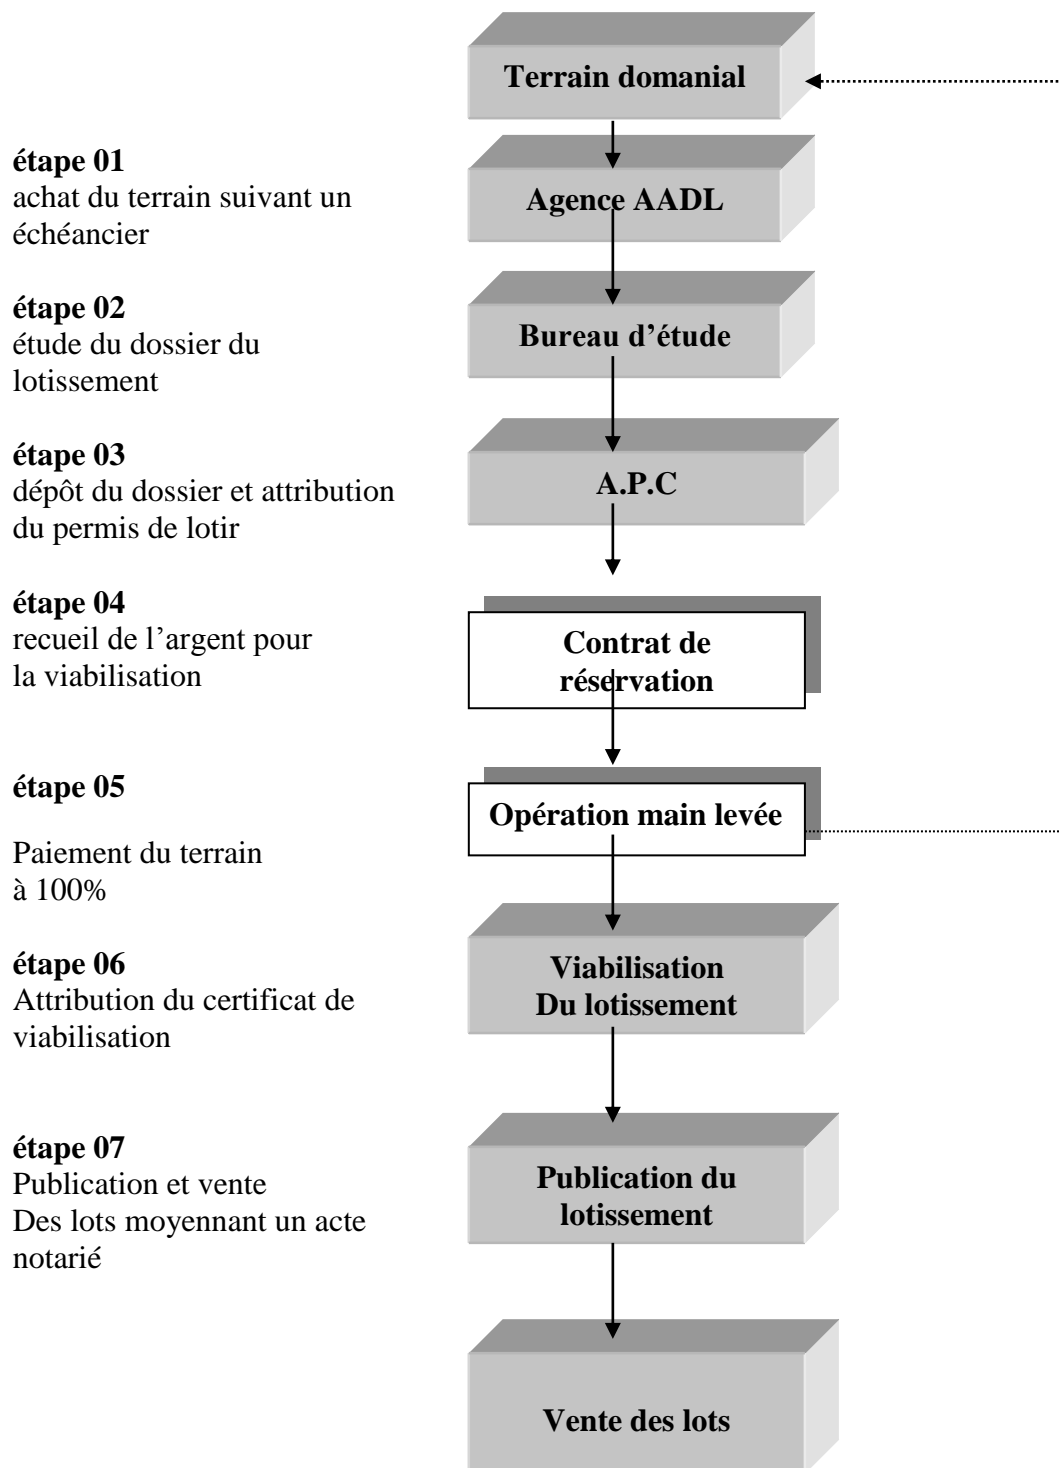 Terrain domanial
étape 01
achat du terrain suivant un
échéancier
Agence AADL
étape 02
étude du dossier du
lotissement
Bureau d’étude
étape 03
dépôt du dossier et attribution
du permis de lotir
A.P.C
étape 04
recueil de l’argent pour
la viabilisation
Contrat de
réservation
étape 05
Paiement du terrain
à 100%
Opération main levée
étape 06
Attribution du certificat de
viabilisation
Viabilisation
Du lotissement
étape 07
Publication et vente
Des lots moyennant un acte
notarié
Publication du
lotissement
Vente des lots